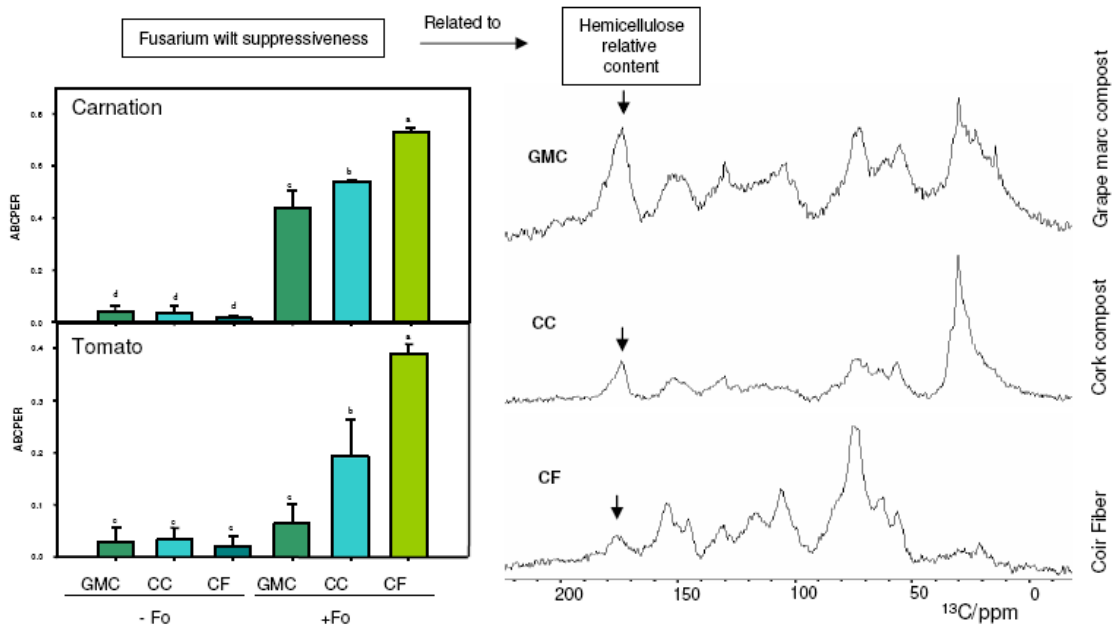 Fusarium wilt suppressiveness
Related to
Hemicellulose
relative
content
Carnation
ABCPER
0.8
0.6
0.4
0.2
0.0
d
d
d
c
b
a
Tomato
ABCPER
0.4
0.3
0.2
0.1
0.0
c
c
c
c
b
a
GMC CC CF GMC CC CF
- Fo +Fo
GMC
Grape marc compost
CC
Cork compost
CF
Coir Fiber
200 150 100 50 0
¹³C/ppm